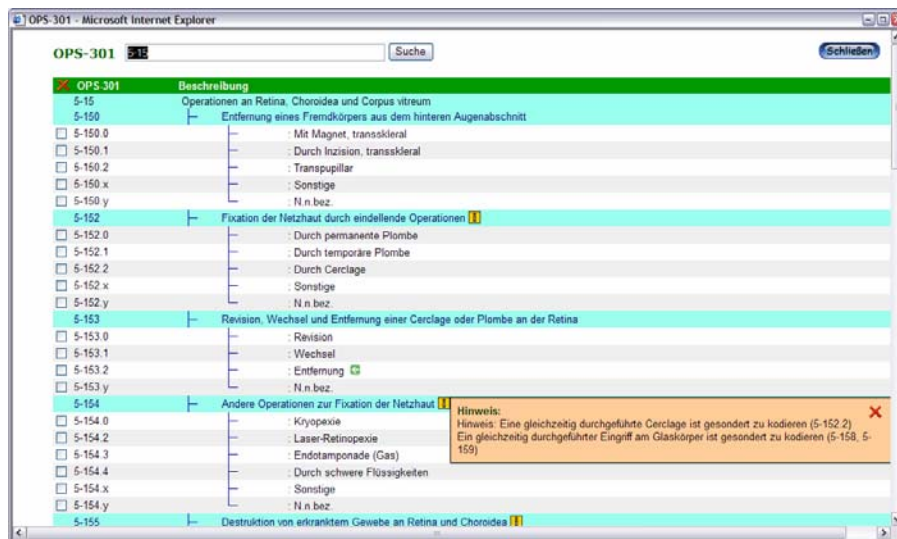 OPS-301 - Microsoft Internet Explorer
OPS-301 5-15 Suche Schließen
OPS-301 Beschreibung
5-15 Operationen an Retina, Choroidea und Corpus vitreum
5-150 Entfernung eines Fremdkörpers aus dem hinteren Augenabschnitt
5-150.0 : Mit Magnet, transskleral
5-150.1 : Durch Inzision, transskleral
5-150.2 : Transpupillar
5-150.x : Sonstige
5-150.y : N.n.bez.
5-152 Fixation der Netzhaut durch eindellende Operationen
5-152.0 : Durch permanente Plombe
5-152.1 : Durch temporäre Plombe
5-152.2 : Durch Cerclage
5-152.x : Sonstige
5-152.y : N.n.bez.
5-153 Revision, Wechsel und Entfernung einer Cerclage oder Plombe an der Retina
5-153.0 : Revision
5-153.1 : Wechsel
5-153.2 : Entfernung
5-153.y : N.n.bez.
5-154 Andere Operationen zur Fixation der Netzhaut
Hinweis:
Hinweis: Eine gleichzeitig durchgeführte Cerclage ist gesondert zu kodieren (5-152.2)
Ein gleichzeitig durchgeführter Eingriff am Glaskörper ist gesondert zu kodieren (5-158, 5-
159)
5-154.0 : Kryopexie
5-154.2 : Laser-Retinopexie
5-154.3 : Endotamponade (Gas)
5-154.4 : Durch schwere Flüssigkeiten
5-154.x : Sonstige
5-154.y : N.n.bez.
5-155 Destruktion von erkranktem Gewebe an Retina und Choroidea